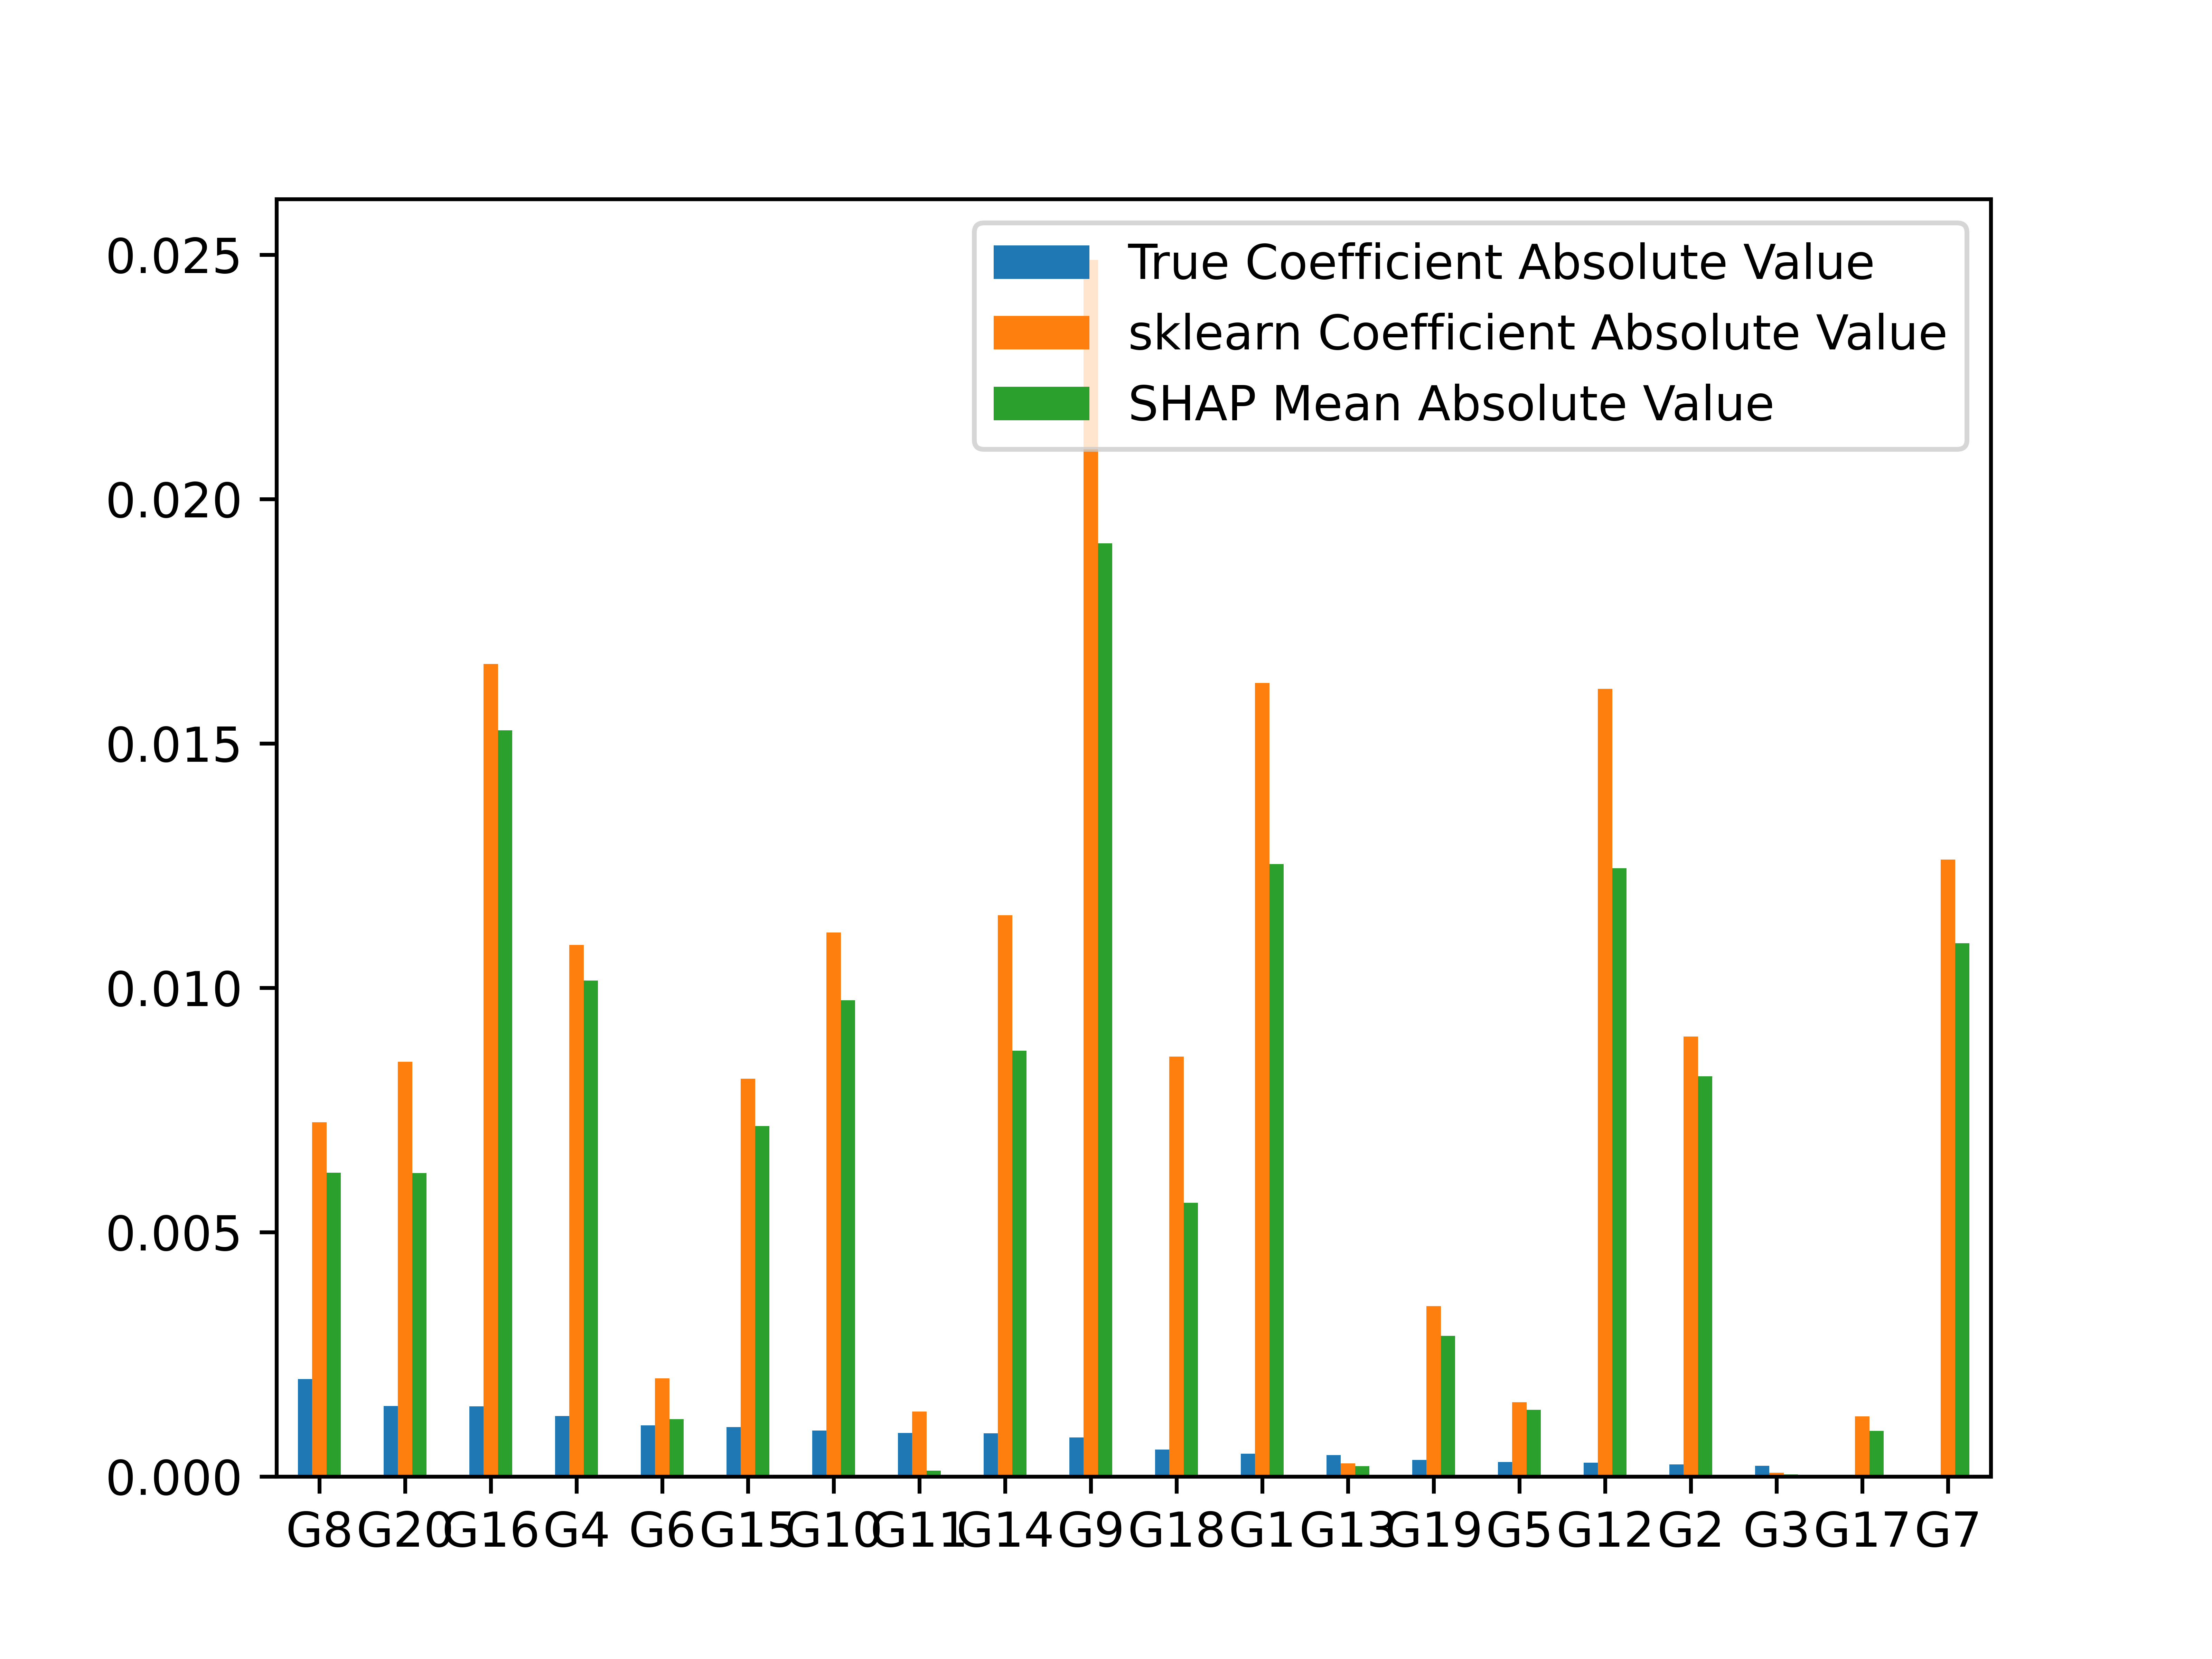 0.025
0.020
0.015
0.010
0.005
0.000
True Coefficient Absolute Value
sklearn Coefficient Absolute Value
SHAP Mean Absolute Value
G8 G20 G16 G4 G6 G15 G10 G11 G14 G9 G18 G1 G13 G19 G5 G12 G2 G3 G17 G7